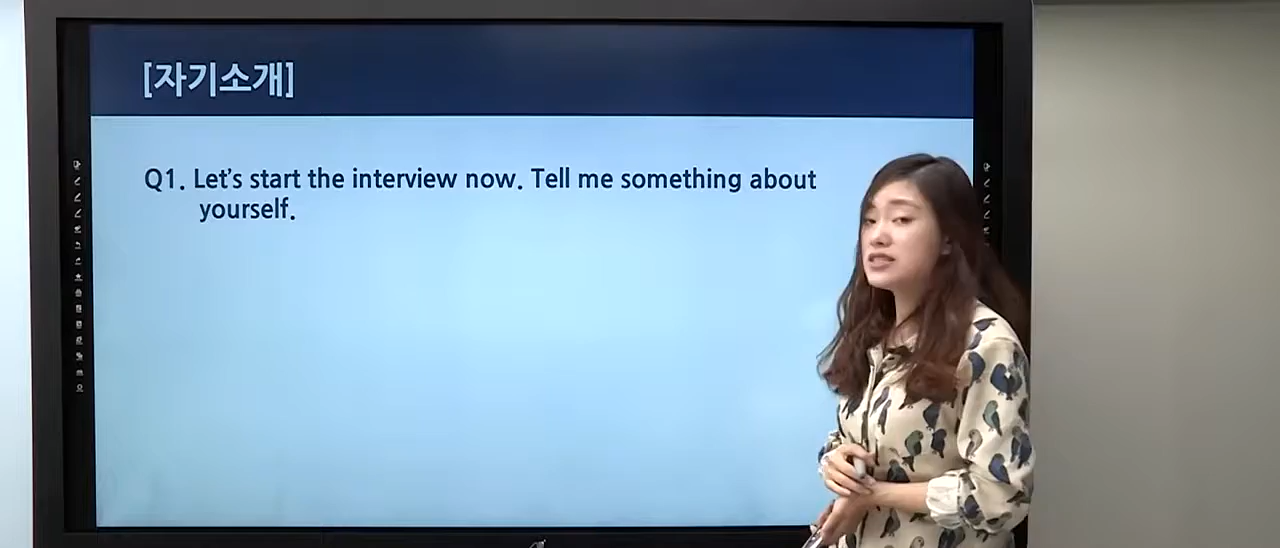 [자기소개]
Q1. Let's start the interview now. Tell me something about
yourself.